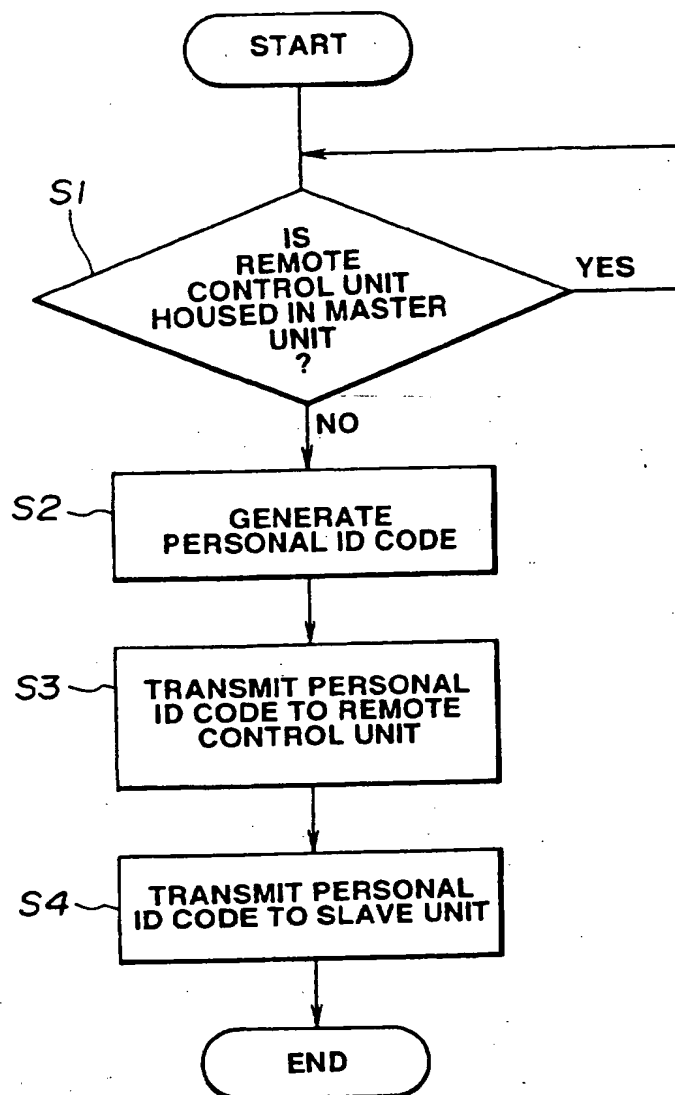 START
S1
IS
REMOTE
CONTROL UNIT
HOUSED IN MASTER
UNIT
?
YES
NO
S2
GENERATE
PERSONAL ID CODE
S3
TRANSMIT PERSONAL
ID CODE TO REMOTE
CONTROL UNIT
S4
TRANSMIT PERSONAL
ID CODE TO SLAVE UNIT
END